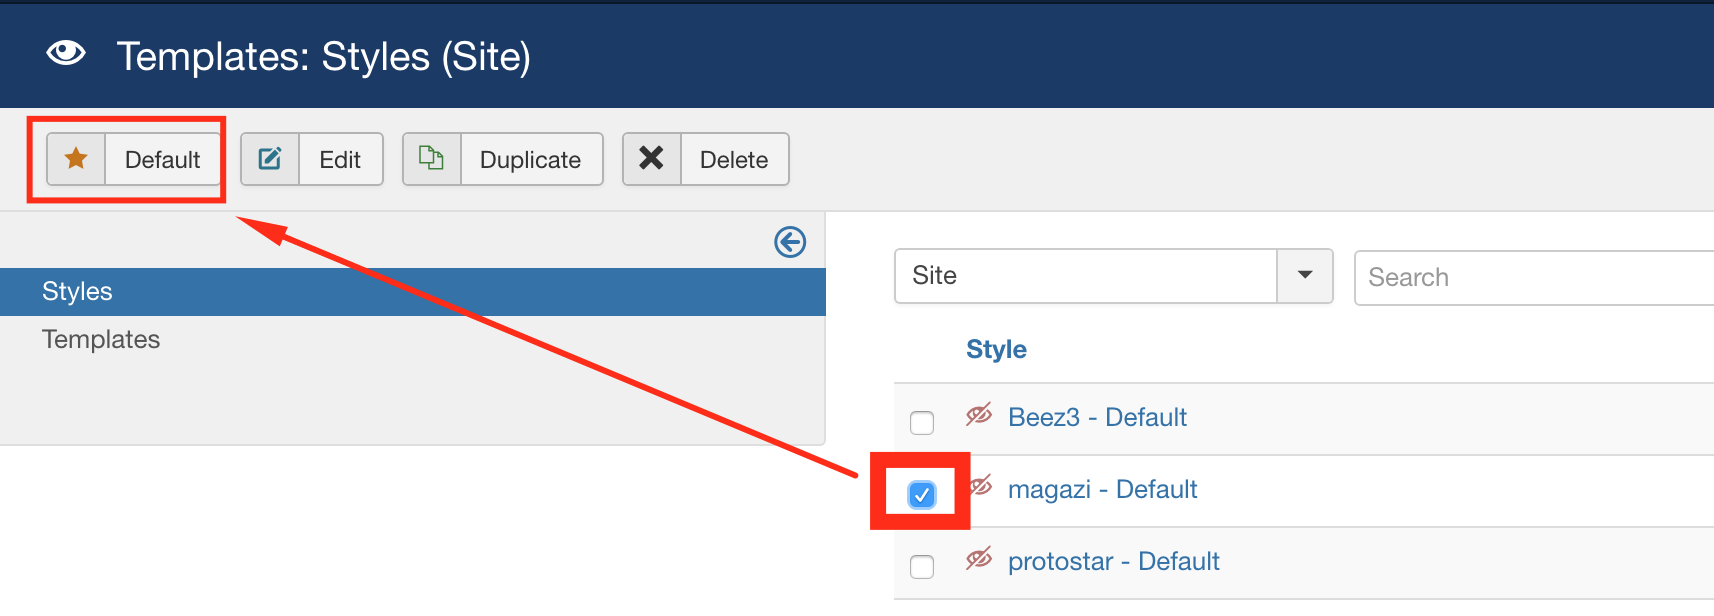 Templates: Styles (Site)
Default Edit Duplicate Delete
Styles
Templates
Site Search
Style
Beez3 - Default
magazi - Default
protostar - Default